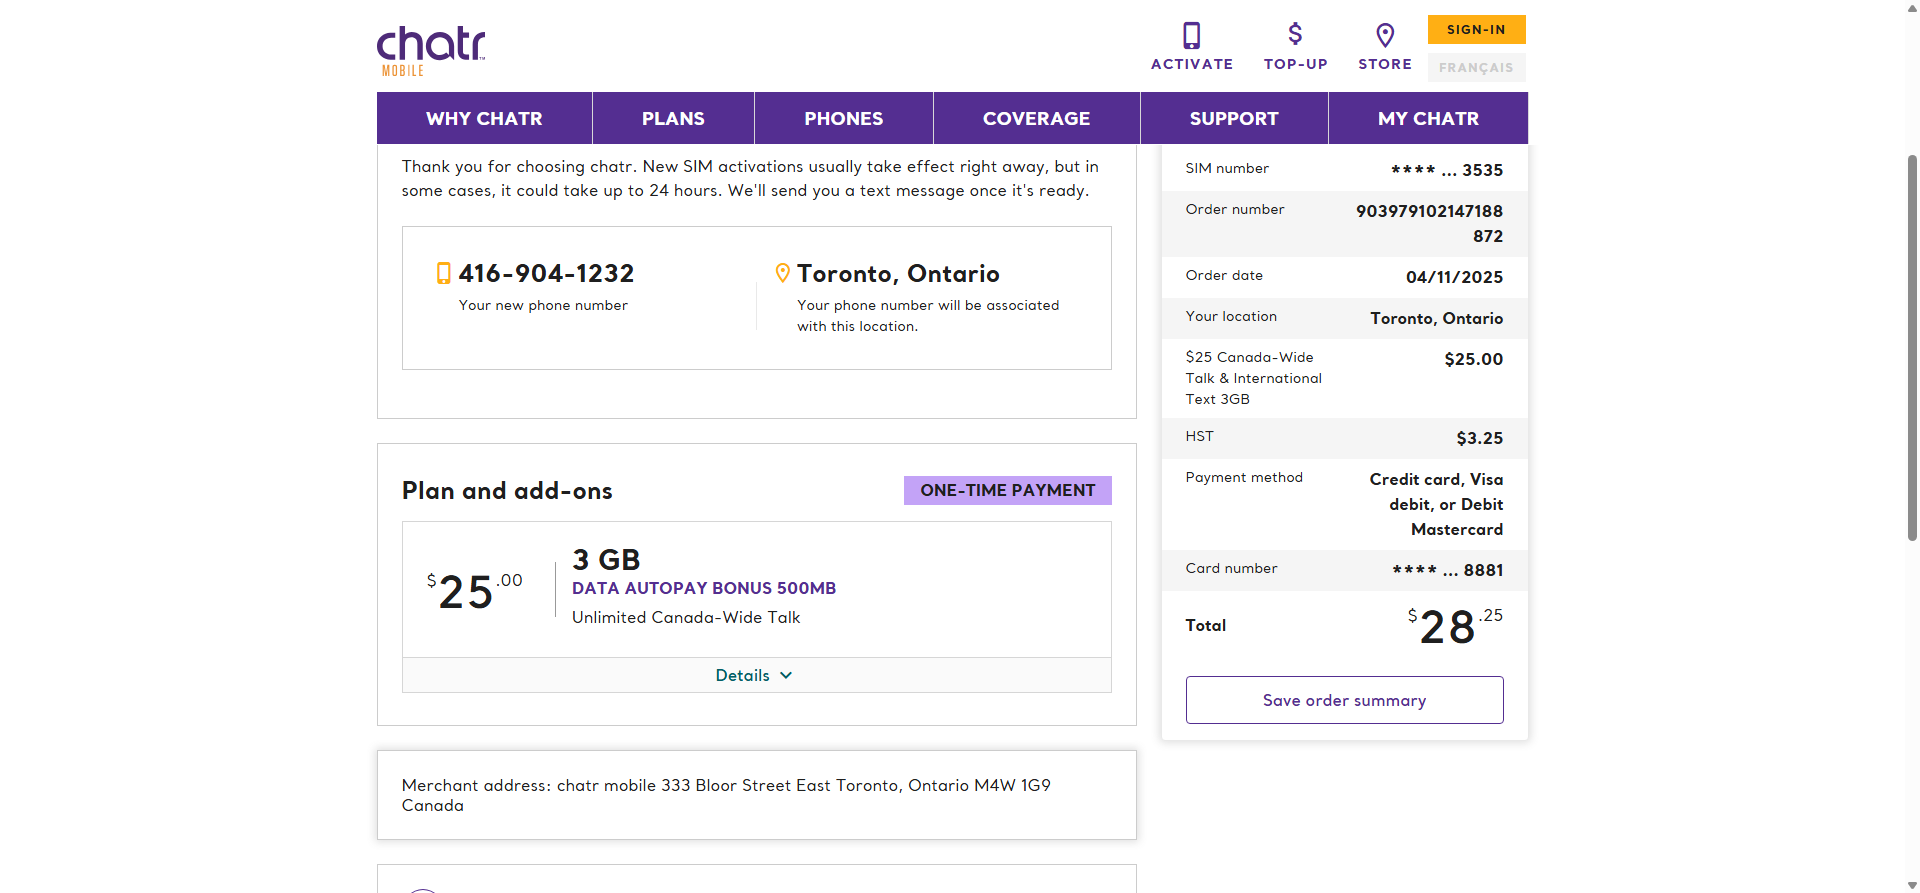 chatr
MOBILE
ACTIVATE
TOP-UP
STORE
SIGN-IN
FRANÇAIS
WHY CHATR
PLANS
PHONES
COVERAGE
SUPPORT
MY CHATR
Thank you for choosing chatr. New SIM activations usually take effect right away, but in
some cases, it could take up to 24 hours. We'll send you a text message once it's ready.
416-904-1232
Your new phone number
Toronto, Ontario
Your phone number will be associated
with this location.
Plan and add-ons
ONE-TIME PAYMENT
$25.00
3 GB
DATA AUTOPAY BONUS 500MB
Unlimited Canada-Wide Talk
Details
Merchant address: chatr mobile 333 Bloor Street East Toronto, Ontario M4W 1G9
Canada
SIM number
**** ... 3535
Order number
903979102147188
872
Order date
04/11/2025
Your location
Toronto, Ontario
$25 Canada-Wide
Talk & International
Text 3GB
$25.00
HST
$3.25
Payment method
Credit card, Visa
debit, or Debit
Mastercard
Card number
**** ... 8881
Total
$28.25
Save order summary